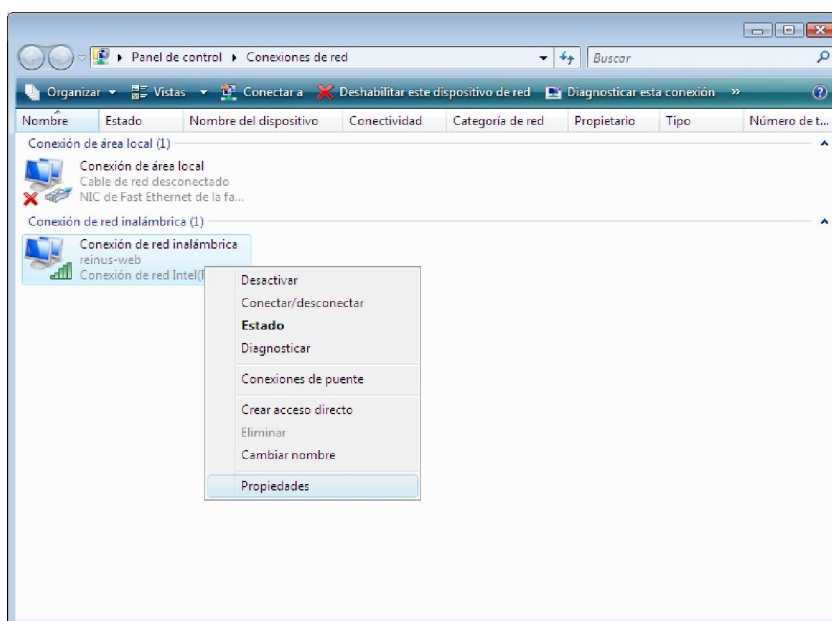 Panel de control Conexiones de red
Buscar
Organizar Vistas Conectar a Deshabilitar este dispositivo de red Diagnosticar esta conexión »
Nombre Estado Nombre del dispositivo Conectividad Categoría de red Propietario Tipo Número de t...
Conexión de área local (1)
Conexión de área local
Cable de red desconectado
NIC de Fast Ethernet de la fa...
Conexión de red inalámbrica (1)
Conexión de red inalámbrica
reinus-web
Conexión de red Intel(
Desactivar
Conectar/desconectar
Estado
Diagnosticar
Conexiones de puente
Crear acceso directo
Eliminar
Cambiar nombre
Propiedades